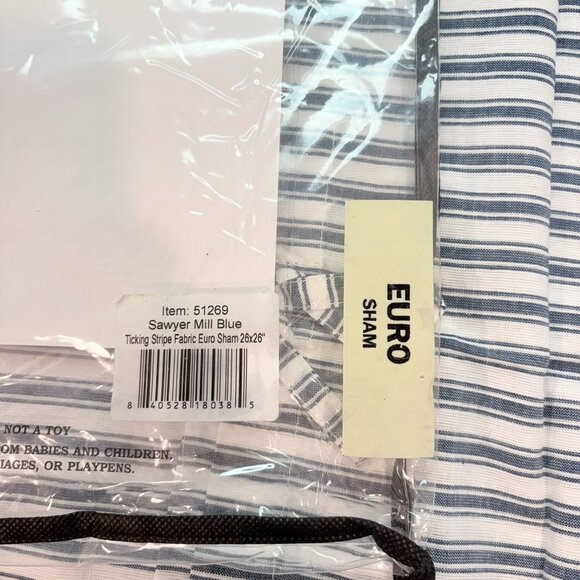 Item: 51269
Sawyer Mill Blue
Ticking Stripe Fabric Euro Sham 26x26"
8 40528 18038 5
EURO
SHAM
NOT A TOY
OM BABIES AND CHILDREN.
IAGES, OR PLAYPENS.